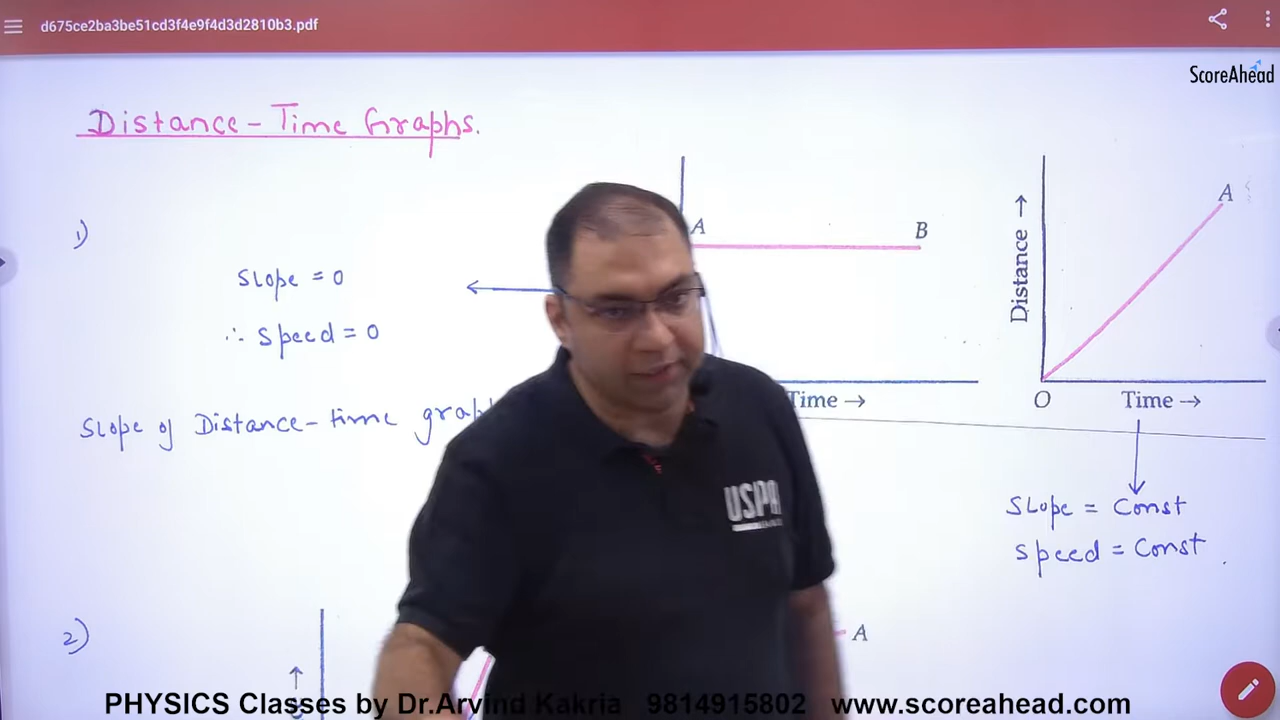 d675ce2ba3be51cd3f4e9f4d3d2810b3.pdf
ScoreAhead
Distance-Time Graphs.
1)
Slope = 0
∴ Speed = 0
A
B
Time →
Distance →
A
O
Time →
Slope of Distance-time
Slope = Const
Speed = Const
USPA
2)
A
PHYSICS Classes by Dr.Arvind Kakria 9814915802 www.scoreahead.com